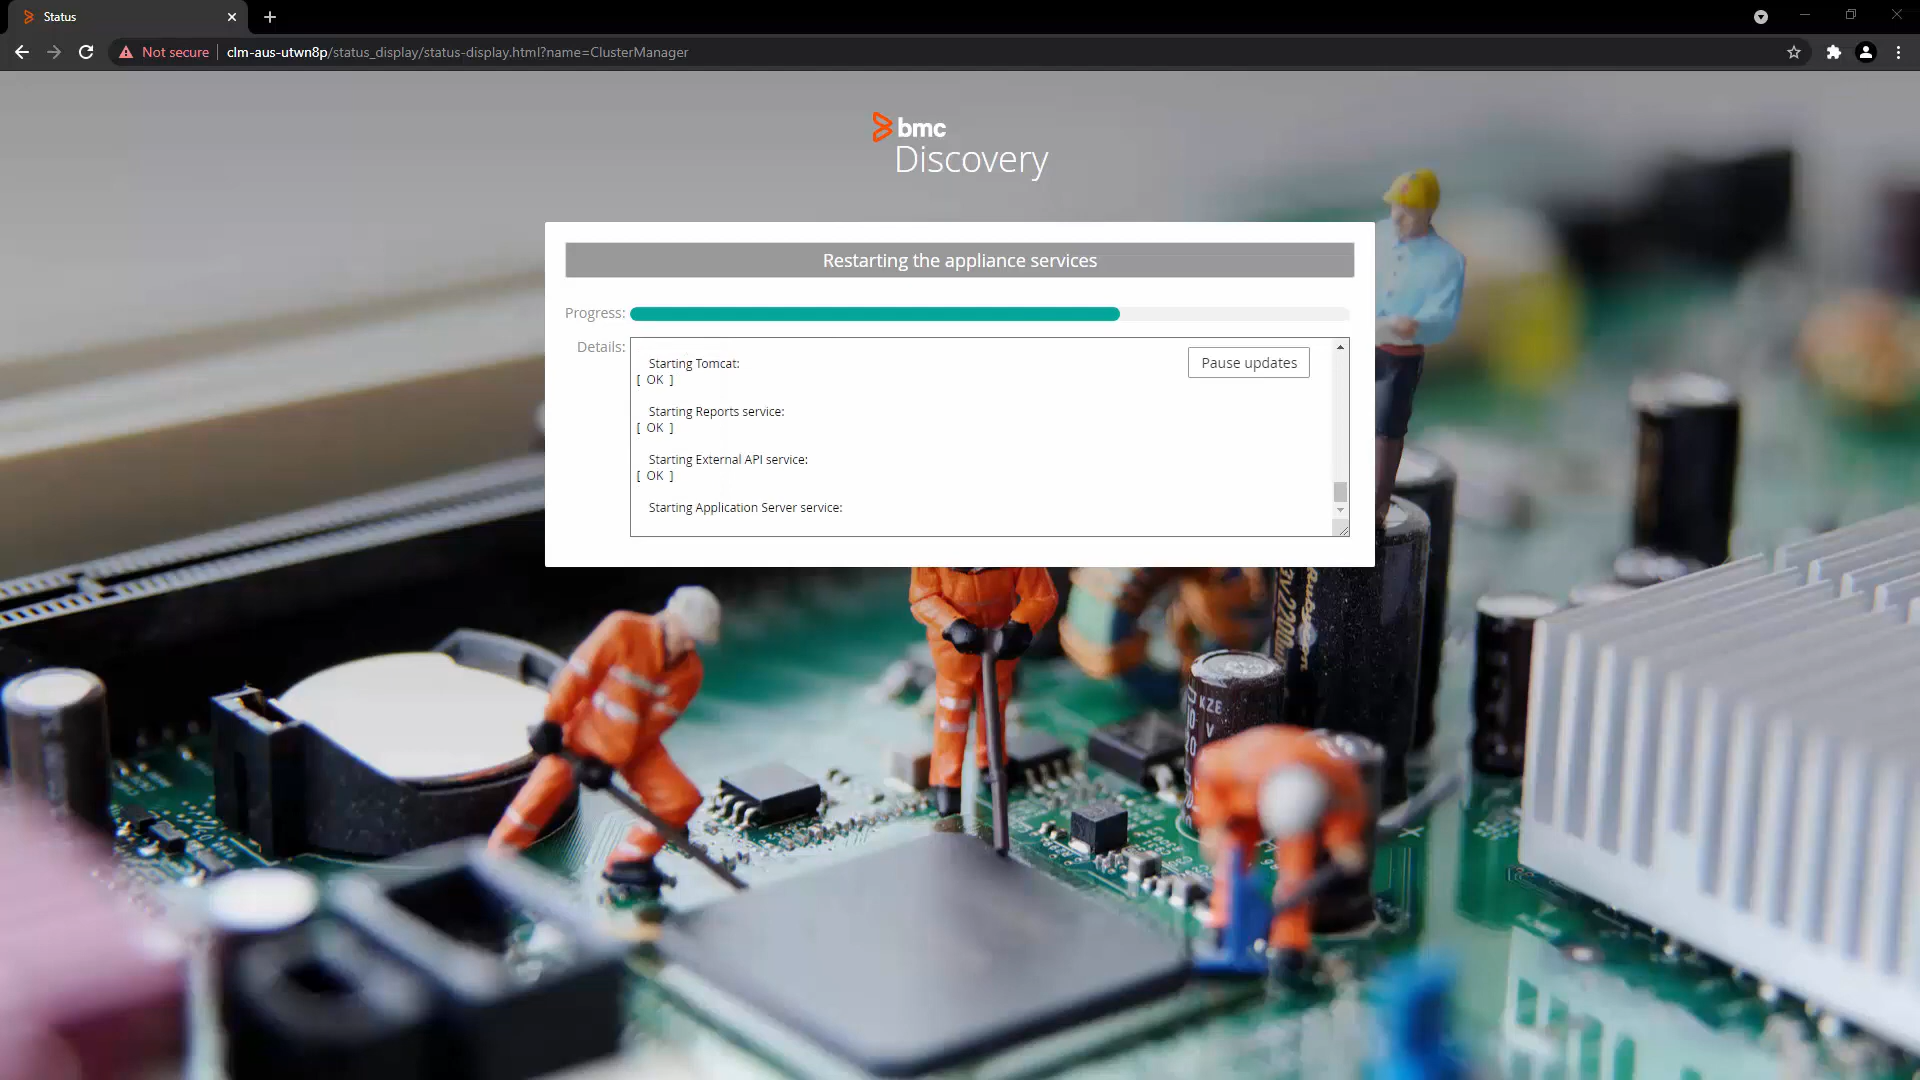 Status
Not secure
clm-aus-utwn8p/status_display/status-display.html?name=ClusterManager
bmc
Discovery
Restarting the appliance services
Progress:
Details:
Starting Tomcat:
[ OK ]
Pause updates
Starting Reports service:
[ OK ]
Starting External API service:
[ OK ]
Starting Application Server service:
KZE